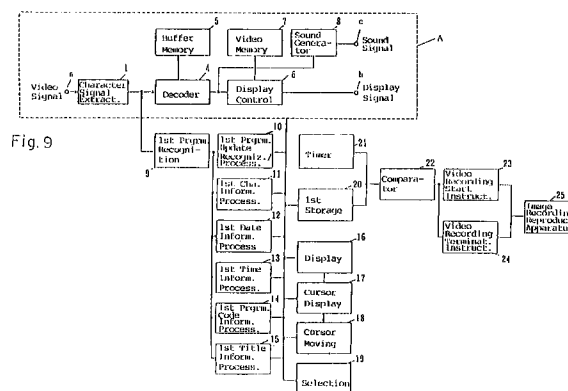 5
7
8
c
Buffer
Memory
Video
Memory
Sound
Generator
Sound
Signal
A
a
1
4
6
b
Video
Signal
Character
Signal
Extract.
Decoder
Display
Control
Display
Signal
Fig. 9
9
1st Prgrm.
Recogni-
tion
10
1st Prgrm.
Update
Recogniz./
Process.
11
1st Cha.
Inform.
Process.
12
1st Date
Inform.
Process
13
1st Time
Inform.
Process.
14
1st Prgrm.
Code
Inform.
Process.
15
1st Title
Inform.
Process.
21
Timer
20
1st
Storage
16
Display
17
Cursor
Display
18
Cursor
Moving
19
Selection
22
Comparator
23
Video
Recording
Start
Instruct.
Video
Recording
Terminat.
Instruct.
24
25
Image
Recording
Reproduc
Apparatu